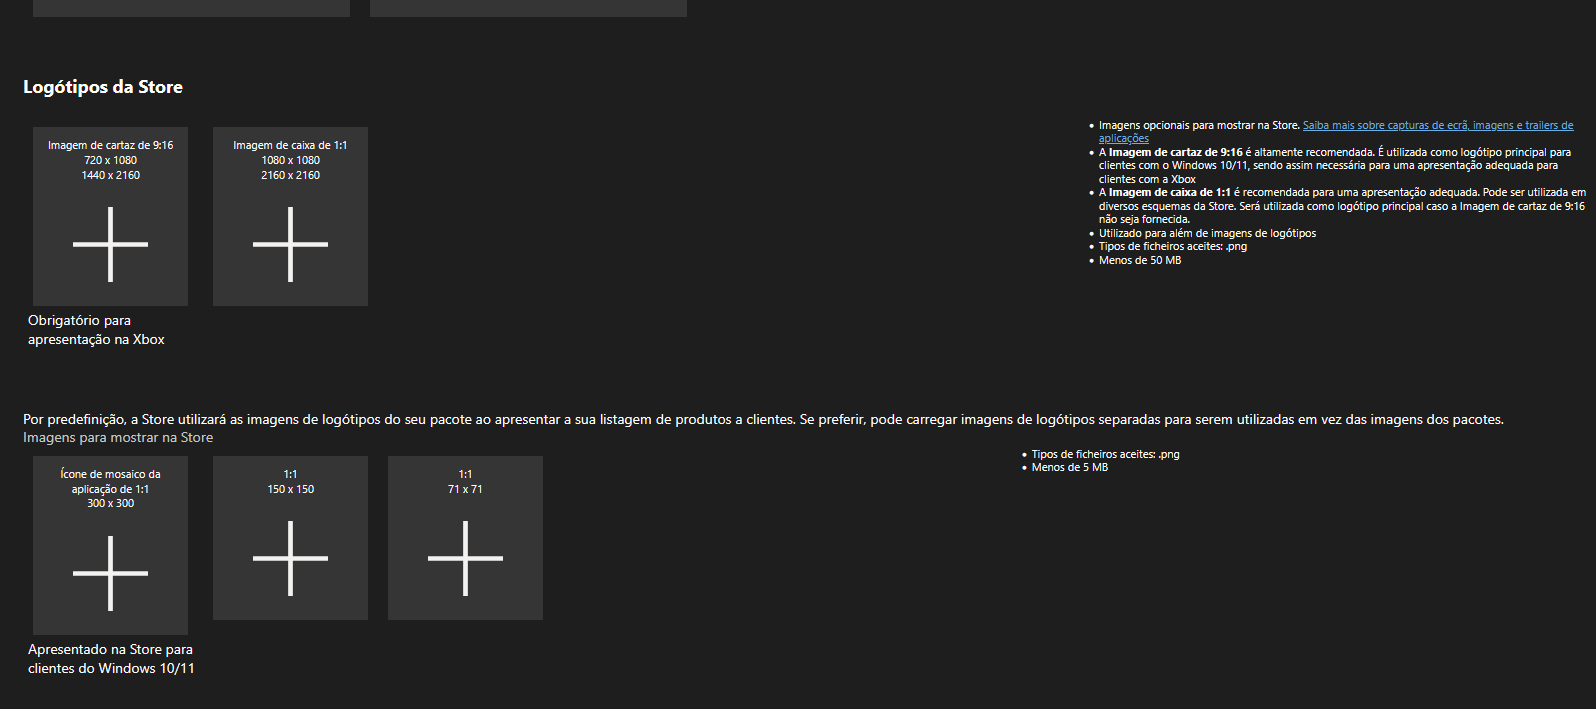 Logótipos da Store
Imagem de cartaz de 9:16
720 x 1080
1440 x 2160
Imagem de caixa de 1:1
1080 x 1080
2160 x 2160
Obrigatório para
apresentação na Xbox
Imagens opcionais para mostrar na Store. Saiba mais sobre capturas de ecrã, imagens e trailers de
aplicações
A Imagem de cartaz de 9:16 é altamente recomendada. É utilizada como logótipo principal para
clientes com o Windows 10/11, sendo assim necessária para uma apresentação adequada para
clientes com a Xbox
A Imagem de caixa de 1:1 é recomendada para uma apresentação adequada. Pode ser utilizada em
diversos esquemas da Store. Será utilizada como logótipo principal caso a Imagem de cartaz de 9:16
não seja fornecida.
Utilizado para além de imagens de logótipos
Tipos de ficheiros aceites: .png
Menos de 50 MB
Por predefinição, a Store utilizará as imagens de logótipos do seu pacote ao apresentar a sua listagem de produtos a clientes. Se preferir, pode carregar imagens de logótipos separadas para serem utilizadas em vez das imagens dos pacotes.
Imagens para mostrar na Store
Ícone de mosaico da
aplicação de 1:1
300 x 300
1:1
150 x 150
1:1
71 x 71
Apresentado na Store para
clientes do Windows 10/11
Tipos de ficheiros aceites: .png
Menos de 5 MB